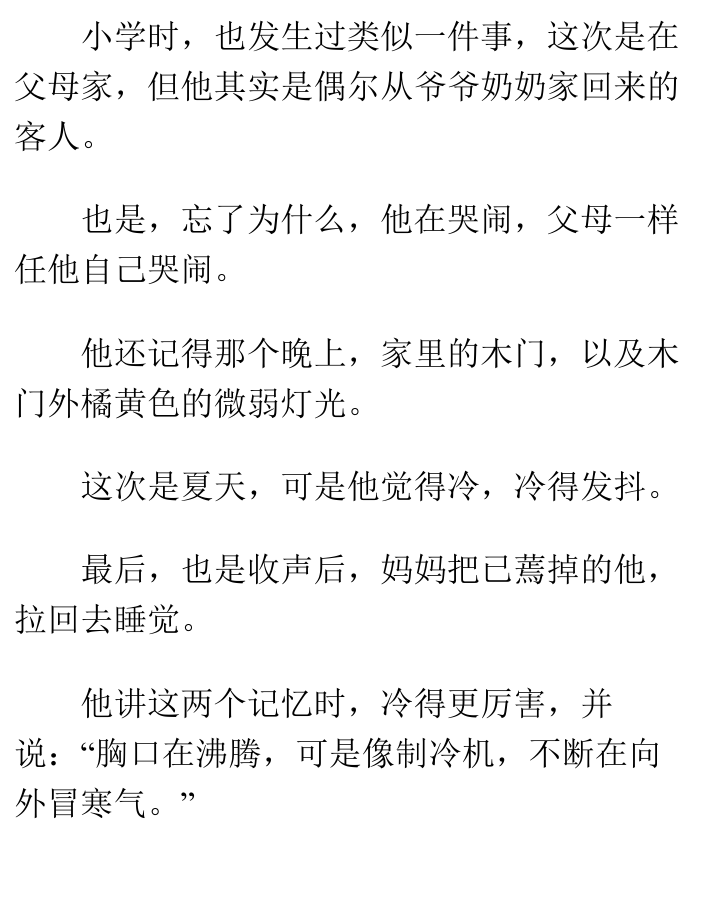 小学时，也发生过类似一件事，这次是在
父母家，但他其实是偶尔从爷爷奶奶家回来的
客人。
也是，忘了为什么，他在哭闹，父母一样
任他自己哭闹。
他还记得那个晚上，家里的木门，以及木
门外橘黄色的微弱灯光。
这次是夏天，可是他觉得冷，冷得发抖。
最后，也是收声后，妈妈把已蔫掉的他，
拉回去睡觉。
他讲这两个记忆时，冷得更厉害，并
说：“胸口在沸腾，可是像制冷机，不断在向
外冒寒气。”